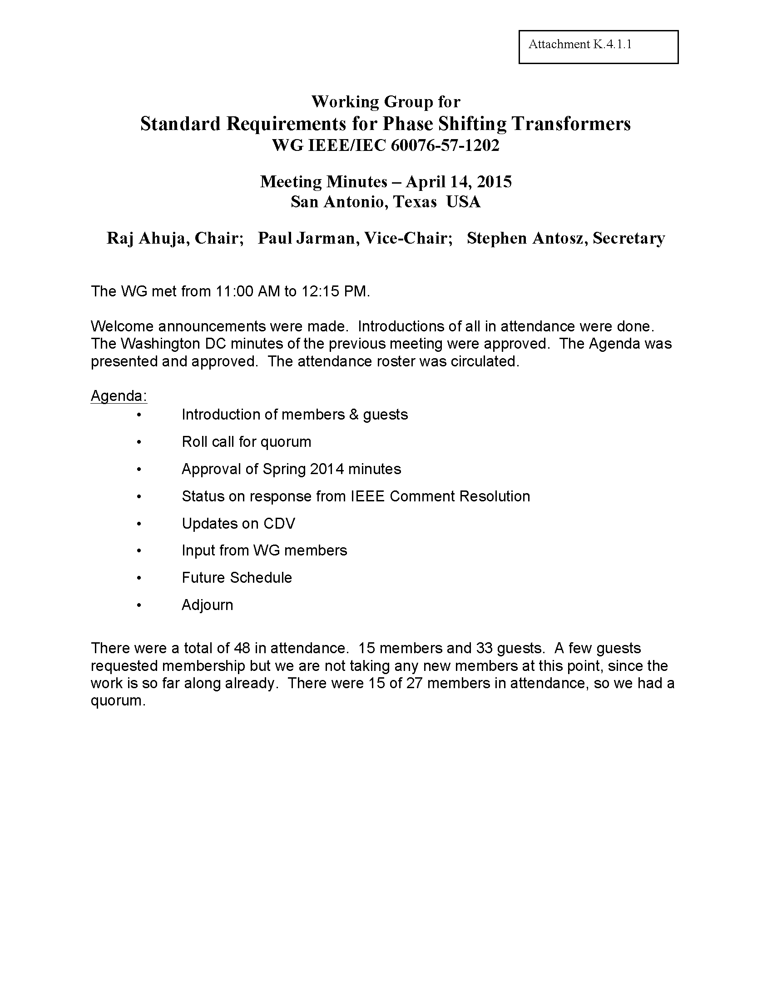 Attachment K.4.1.1
Working Group for
Standard Requirements for Phase Shifting Transformers
WG IEEE/IEC 60076-57-1202
Meeting Minutes – April 14, 2015
San Antonio, Texas  USA
Raj Ahuja, Chair;   Paul Jarman, Vice-Chair;   Stephen Antosz, Secretary
The WG met from 11:00 AM to 12:15 PM.
Welcome announcements were made.  Introductions of all in attendance were done.
The Washington DC minutes of the previous meeting were approved.  The Agenda was
presented and approved.  The attendance roster was circulated.
Agenda:
• Introduction of members & guests
• Roll call for quorum
• Approval of Spring 2014 minutes
• Status on response from IEEE Comment Resolution
• Updates on CDV
• Input from WG members
• Future Schedule
• Adjourn
There were a total of 48 in attendance.  15 members and 33 guests.  A few guests
requested membership but we are not taking any new members at this point, since the
work is so far along already.  There were 15 of 27 members in attendance, so we had a
quorum.